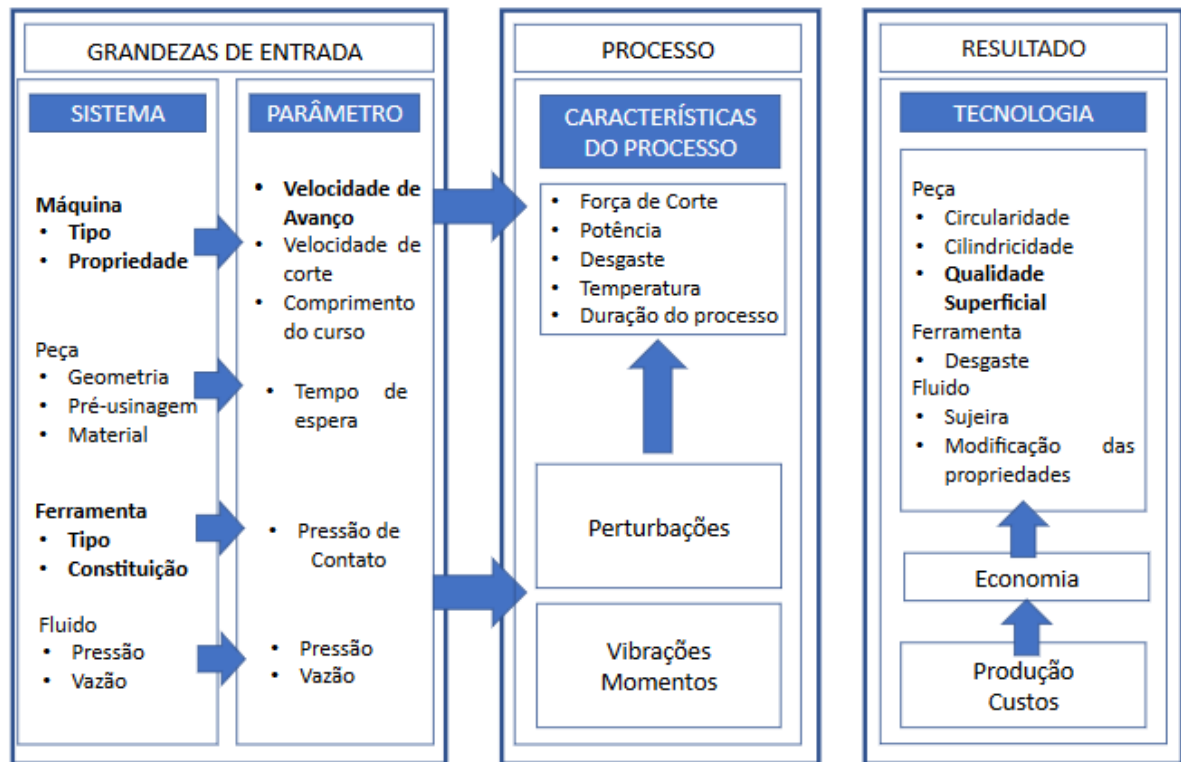 GRANDEZAS DE ENTRADA
SISTEMA
Máquina
• Tipo
• Propriedade
Peça
• Geometria
• Pré-usinagem
• Material
Ferramenta
• Tipo
• Constituição
Fluido
• Pressão
• Vazão
PARÂMETRO
• Velocidade de
Avanço
• Velocidade de
corte
• Comprimento
do curso
• Tempo de
espera
• Pressão de
Contato
• Pressão
• Vazão
PROCESSO
CARACTERÍSTICAS
DO PROCESSO
• Força de Corte
• Potência
• Desgaste
• Temperatura
• Duração do processo
Perturbações
Vibrações
Momentos
RESULTADO
TECNOLOGIA
Peça
• Circularidade
• Cilindricidade
• Qualidade
Superficial
Ferramenta
• Desgaste
Fluido
• Sujeira
• Modificação das
propriedades
Economia
Produção
Custos